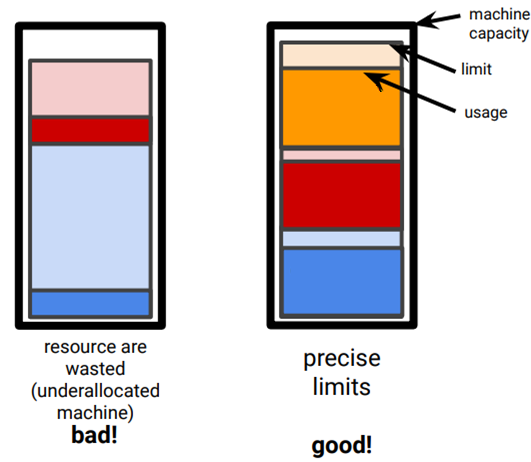 machine
capacity
limit
usage
resource are
wasted
(underallocated
machine)
bad!
precise
limits
good!